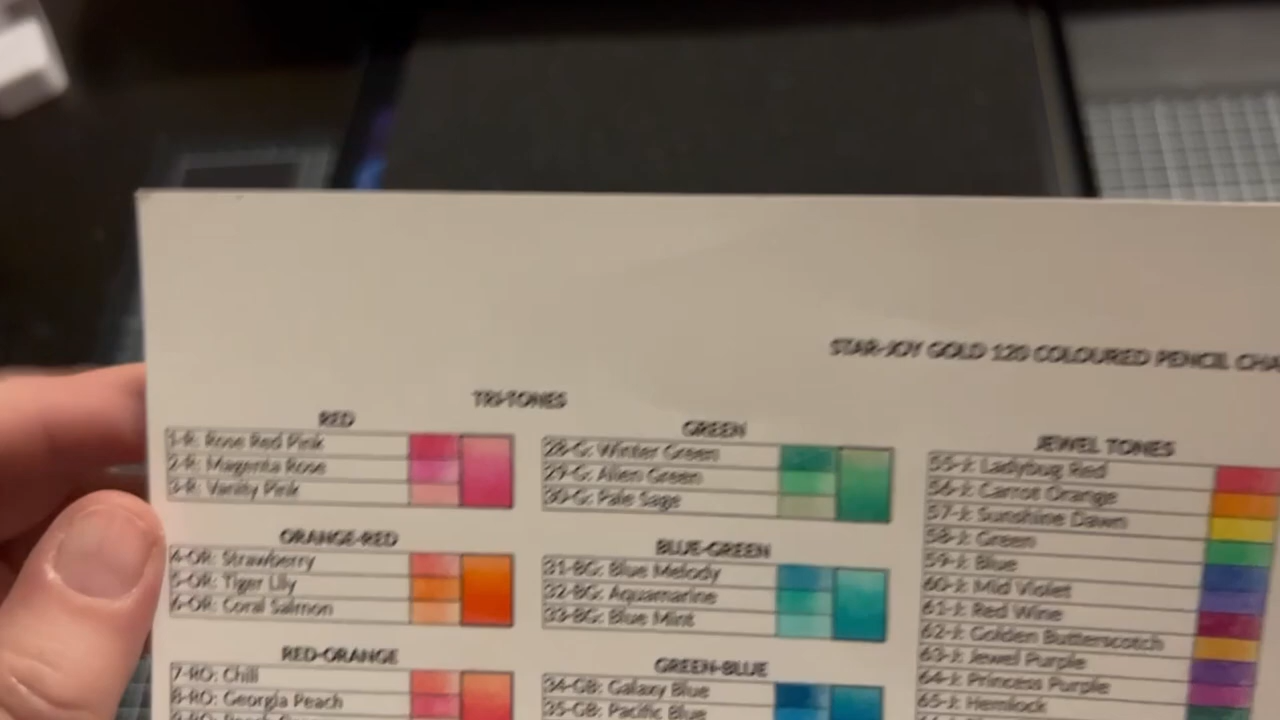 STAR-JOY GOLD 120 COLOURED PENCIL
TRI-TONES
RED
1-R: Rose Red Pink
2-R: Magenta Rose
3-R: Vanity Pink
ORANGE-RED
4-OR: Strawberry
5-OR: Tiger Lily
6-OR: Coral Salmon
RED-ORANGE
7-RO: Chili
8-RO: Georgia Peach
GREEN
28-G: Winter Green
29-G: Alien Green
30-G: Pale Sage
BLUE-GREEN
31-BG: Blue Melody
32-BG: Aquamarine
33-BG: Blue Mint
GREEN-BLUE
34-GB: Galaxy Blue
35-GB: Pacific Blue
JEWEL TONES
55-J: Ladybug Red
56-J: Carrot Orange
57-J: Sunshine Dawn
58-J: Green
59-J: Blue
60-J: Mid Violet
61-J: Red Wine
62-J: Golden Butterscotch
63-J: Jewel Purple
64-J: Princess Purple
65-J: Hemlock